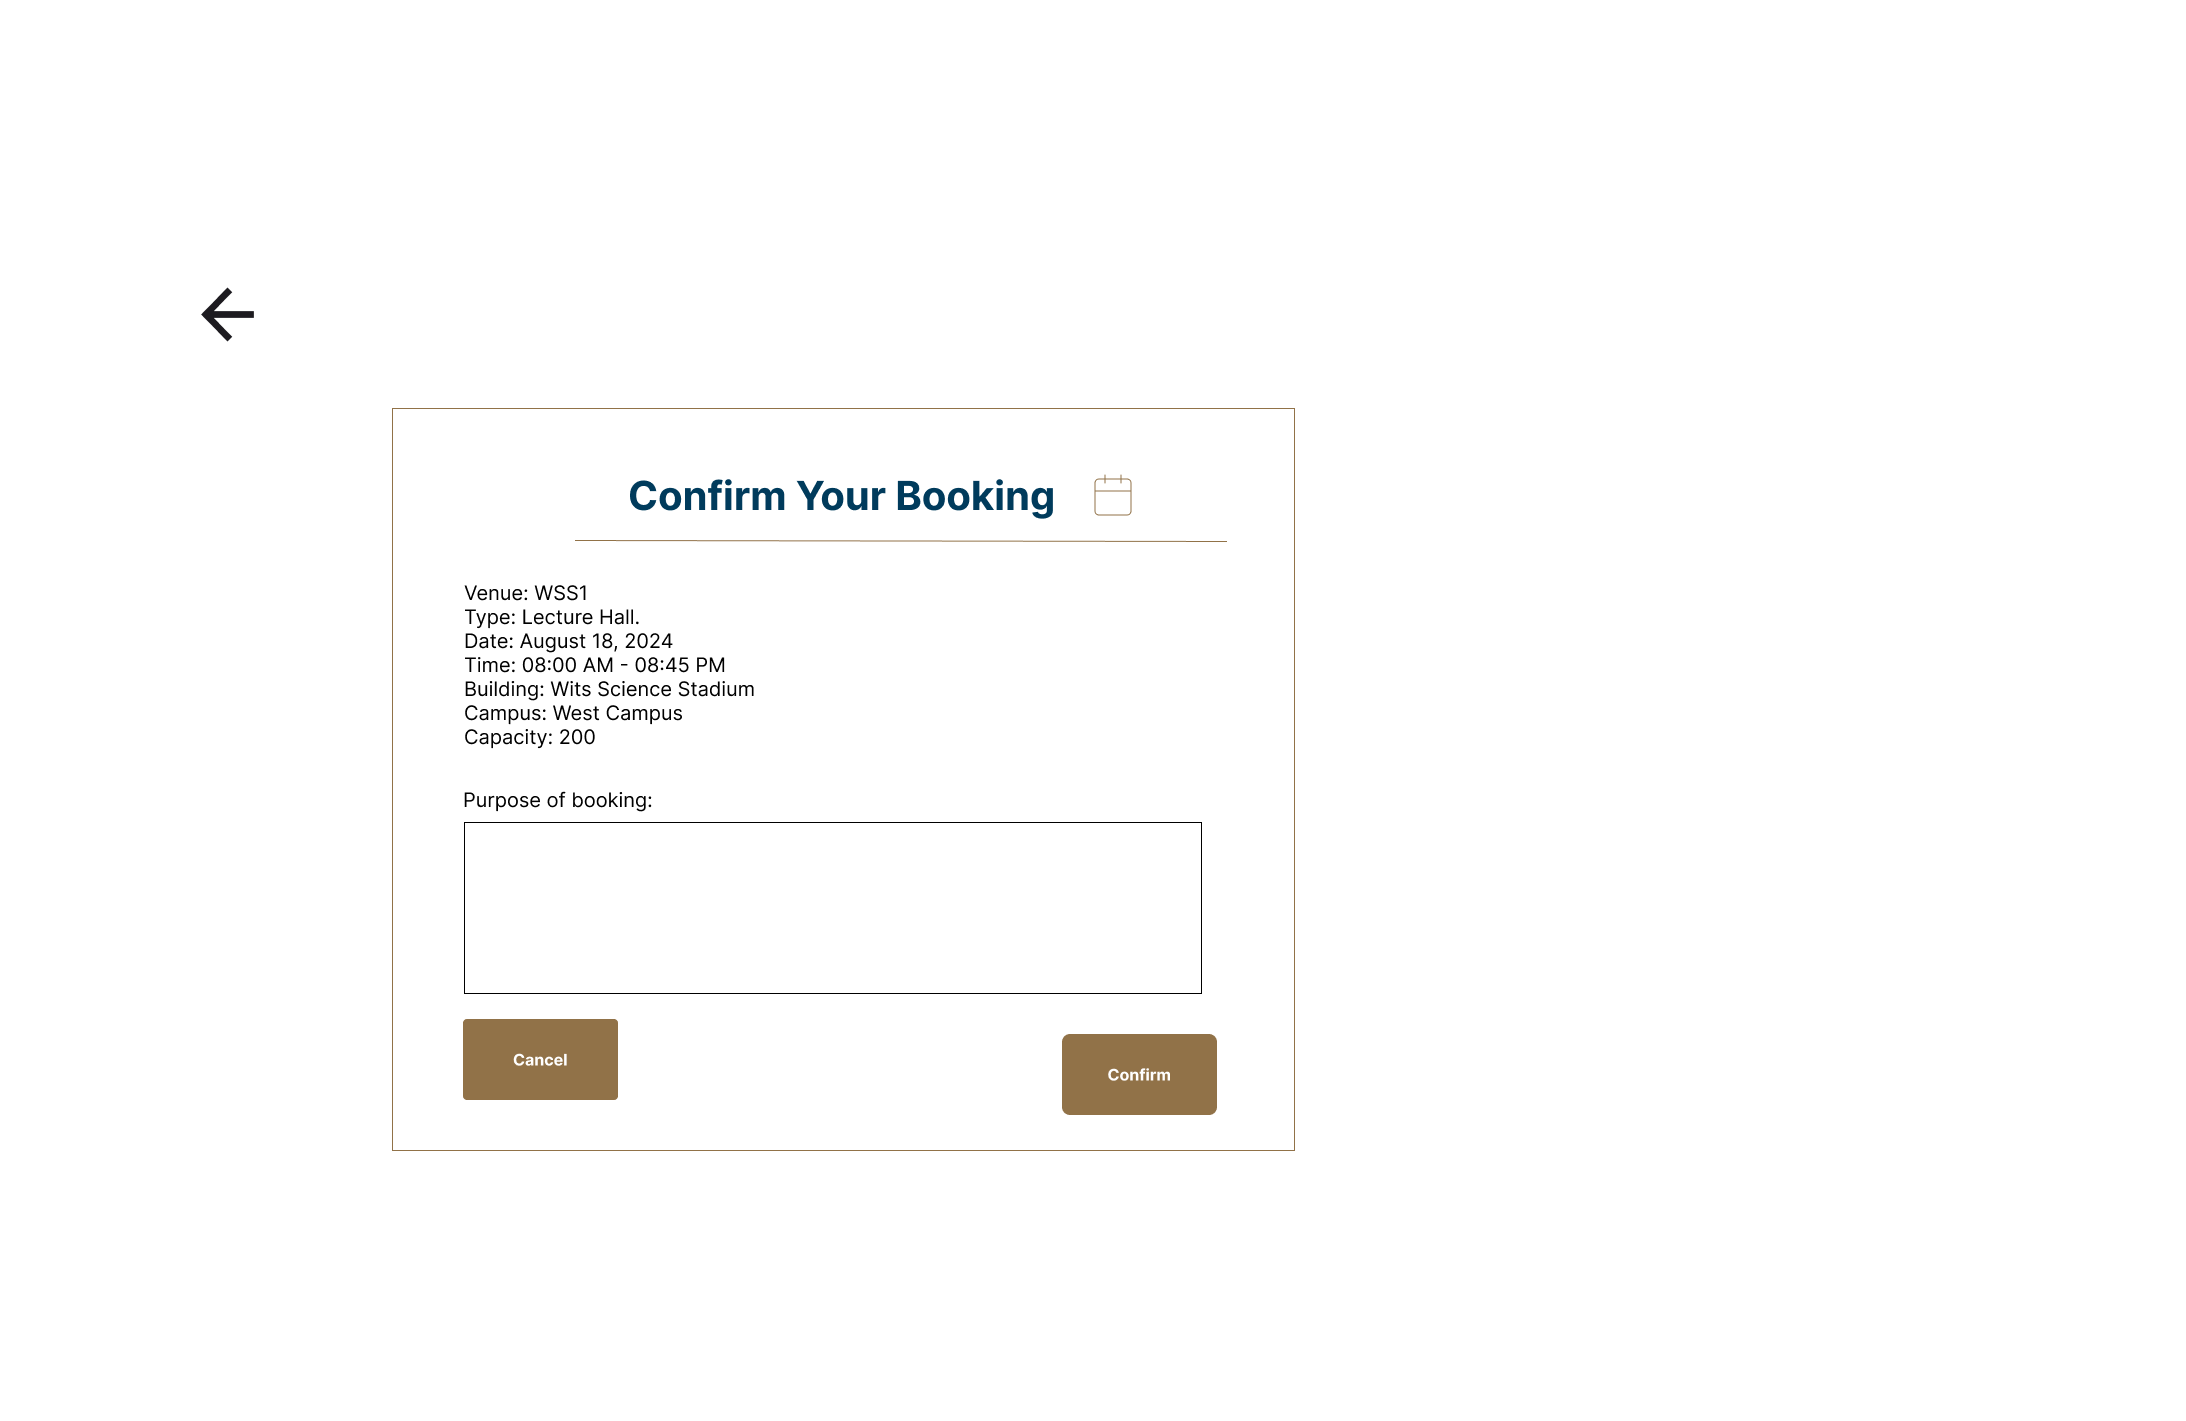 Confirm Your Booking
Venue: WSS1
Type: Lecture Hall.
Date: August 18, 2024
Time: 08:00 AM - 08:45 PM
Building: Wits Science Stadium
Campus: West Campus
Capacity: 200
Purpose of booking:
Cancel
Confirm